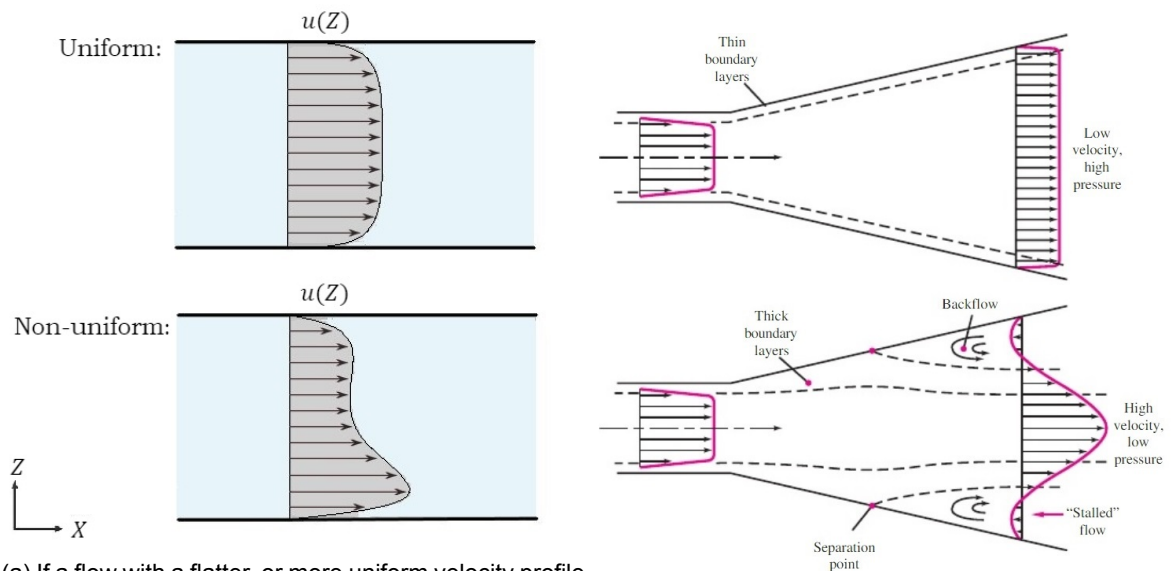 u(Z)
Uniform:
u(Z)
Non-uniform:
Z
X
Thin
boundary
layers
Low
velocity,
high
pressure
Thick
boundary
layers
Backflow
High
velocity,
low
pressure
"Stalled"
flow
Separation
point
(a) If a flow with a flatter, or more uniform velocity profile